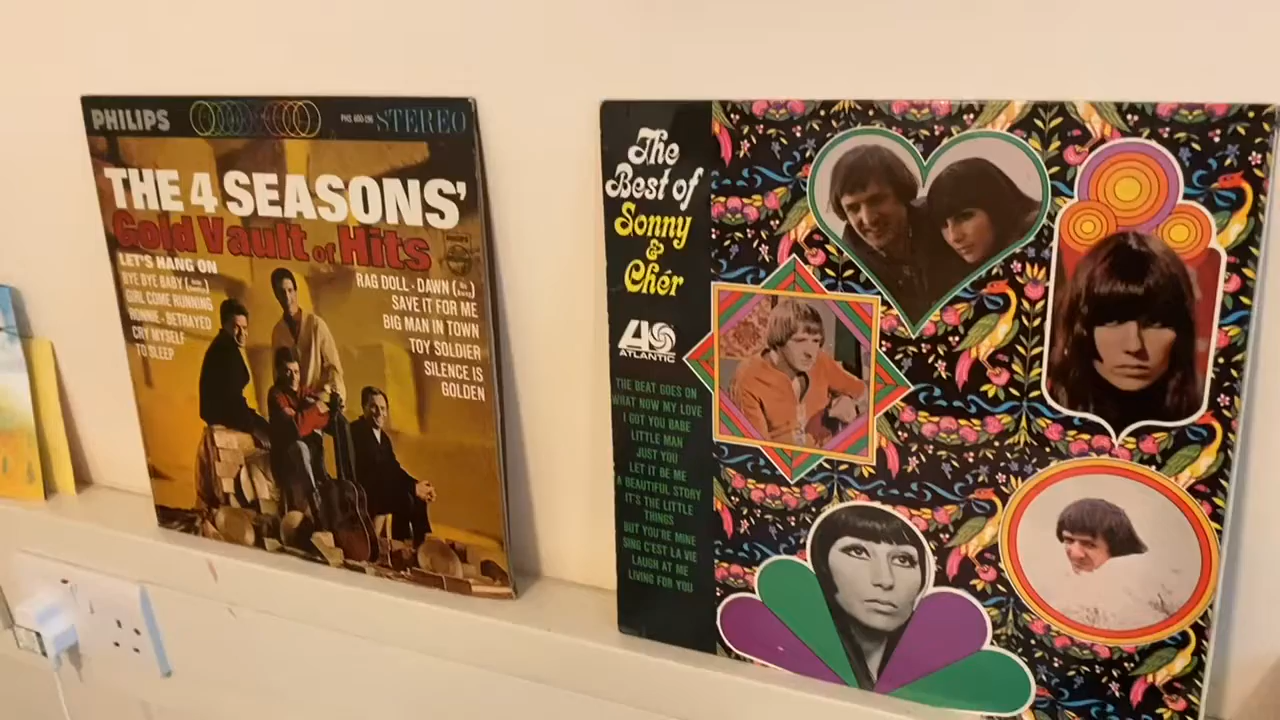 PHILIPS
PHS 600-196 STEREO
THE 4 SEASONS'
Gold Vault of Hits
LET'S HANG ON
BYE BYE BABY
GIRL COME RUNNING
RONNIE · BETRAYED
CRY MYSELF
TO SLEEP
RAG DOLL · DAWN
SAVE IT FOR ME
BIG MAN IN TOWN
TOY SOLDIER
SILENCE IS
GOLDEN
The
Best of
Sonny
&
Chér
ATLANTIC
THE BEAT GOES ON
WHAT NOW MY LOVE
I GOT YOU BABE
LITTLE MAN
JUST YOU
LET IT BE ME
A BEAUTIFUL STORY
IT'S THE LITTLE
THINGS
BUT YOU'RE MINE
SING C'EST LA VIE
LAUGH AT ME
LIVING FOR YOU